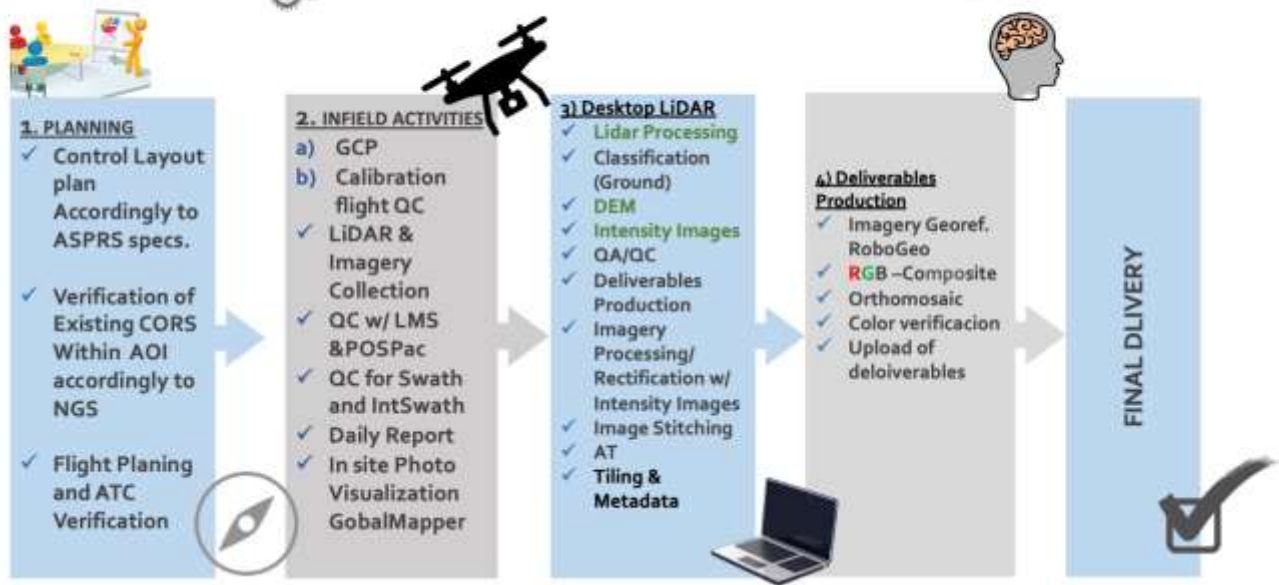 1. PLANNING
✓ Control Layout
plan
Accordingly to
ASPRS specs.
✓ Verification of
Existing CORS
Within AOI
accordingly to
NGS
✓ Flight Planing
and ATC
Verification
2. INFIELD ACTIVITIES
a) GCP
b) Calibration
flight QC
✓ LiDAR &
Imagery
Collection
✓ QC w/ LMS
&POSPac
✓ QC for Swath
and IntSwath
✓ Daily Report
✓ In site Photo
Visualization
GobalMapper
3) Desktop LiDAR
✓ Lidar Processing
✓ Classification
(Ground)
✓ DEM
✓ Intensity Images
✓ QA/QC
✓ Deliverables
Production
✓ Imagery
Processing/
Rectification w/
Intensity Images
✓ Image Stitching
✓ AT
✓ Tiling &
Metadata
4) Deliverables
Production
✓ Imagery Georef.
RoboGeo
✓ RGB –Composite
✓ Orthomosaic
✓ Color verificacion
✓ Upload of
deloiverables
FINAL DLIVERY